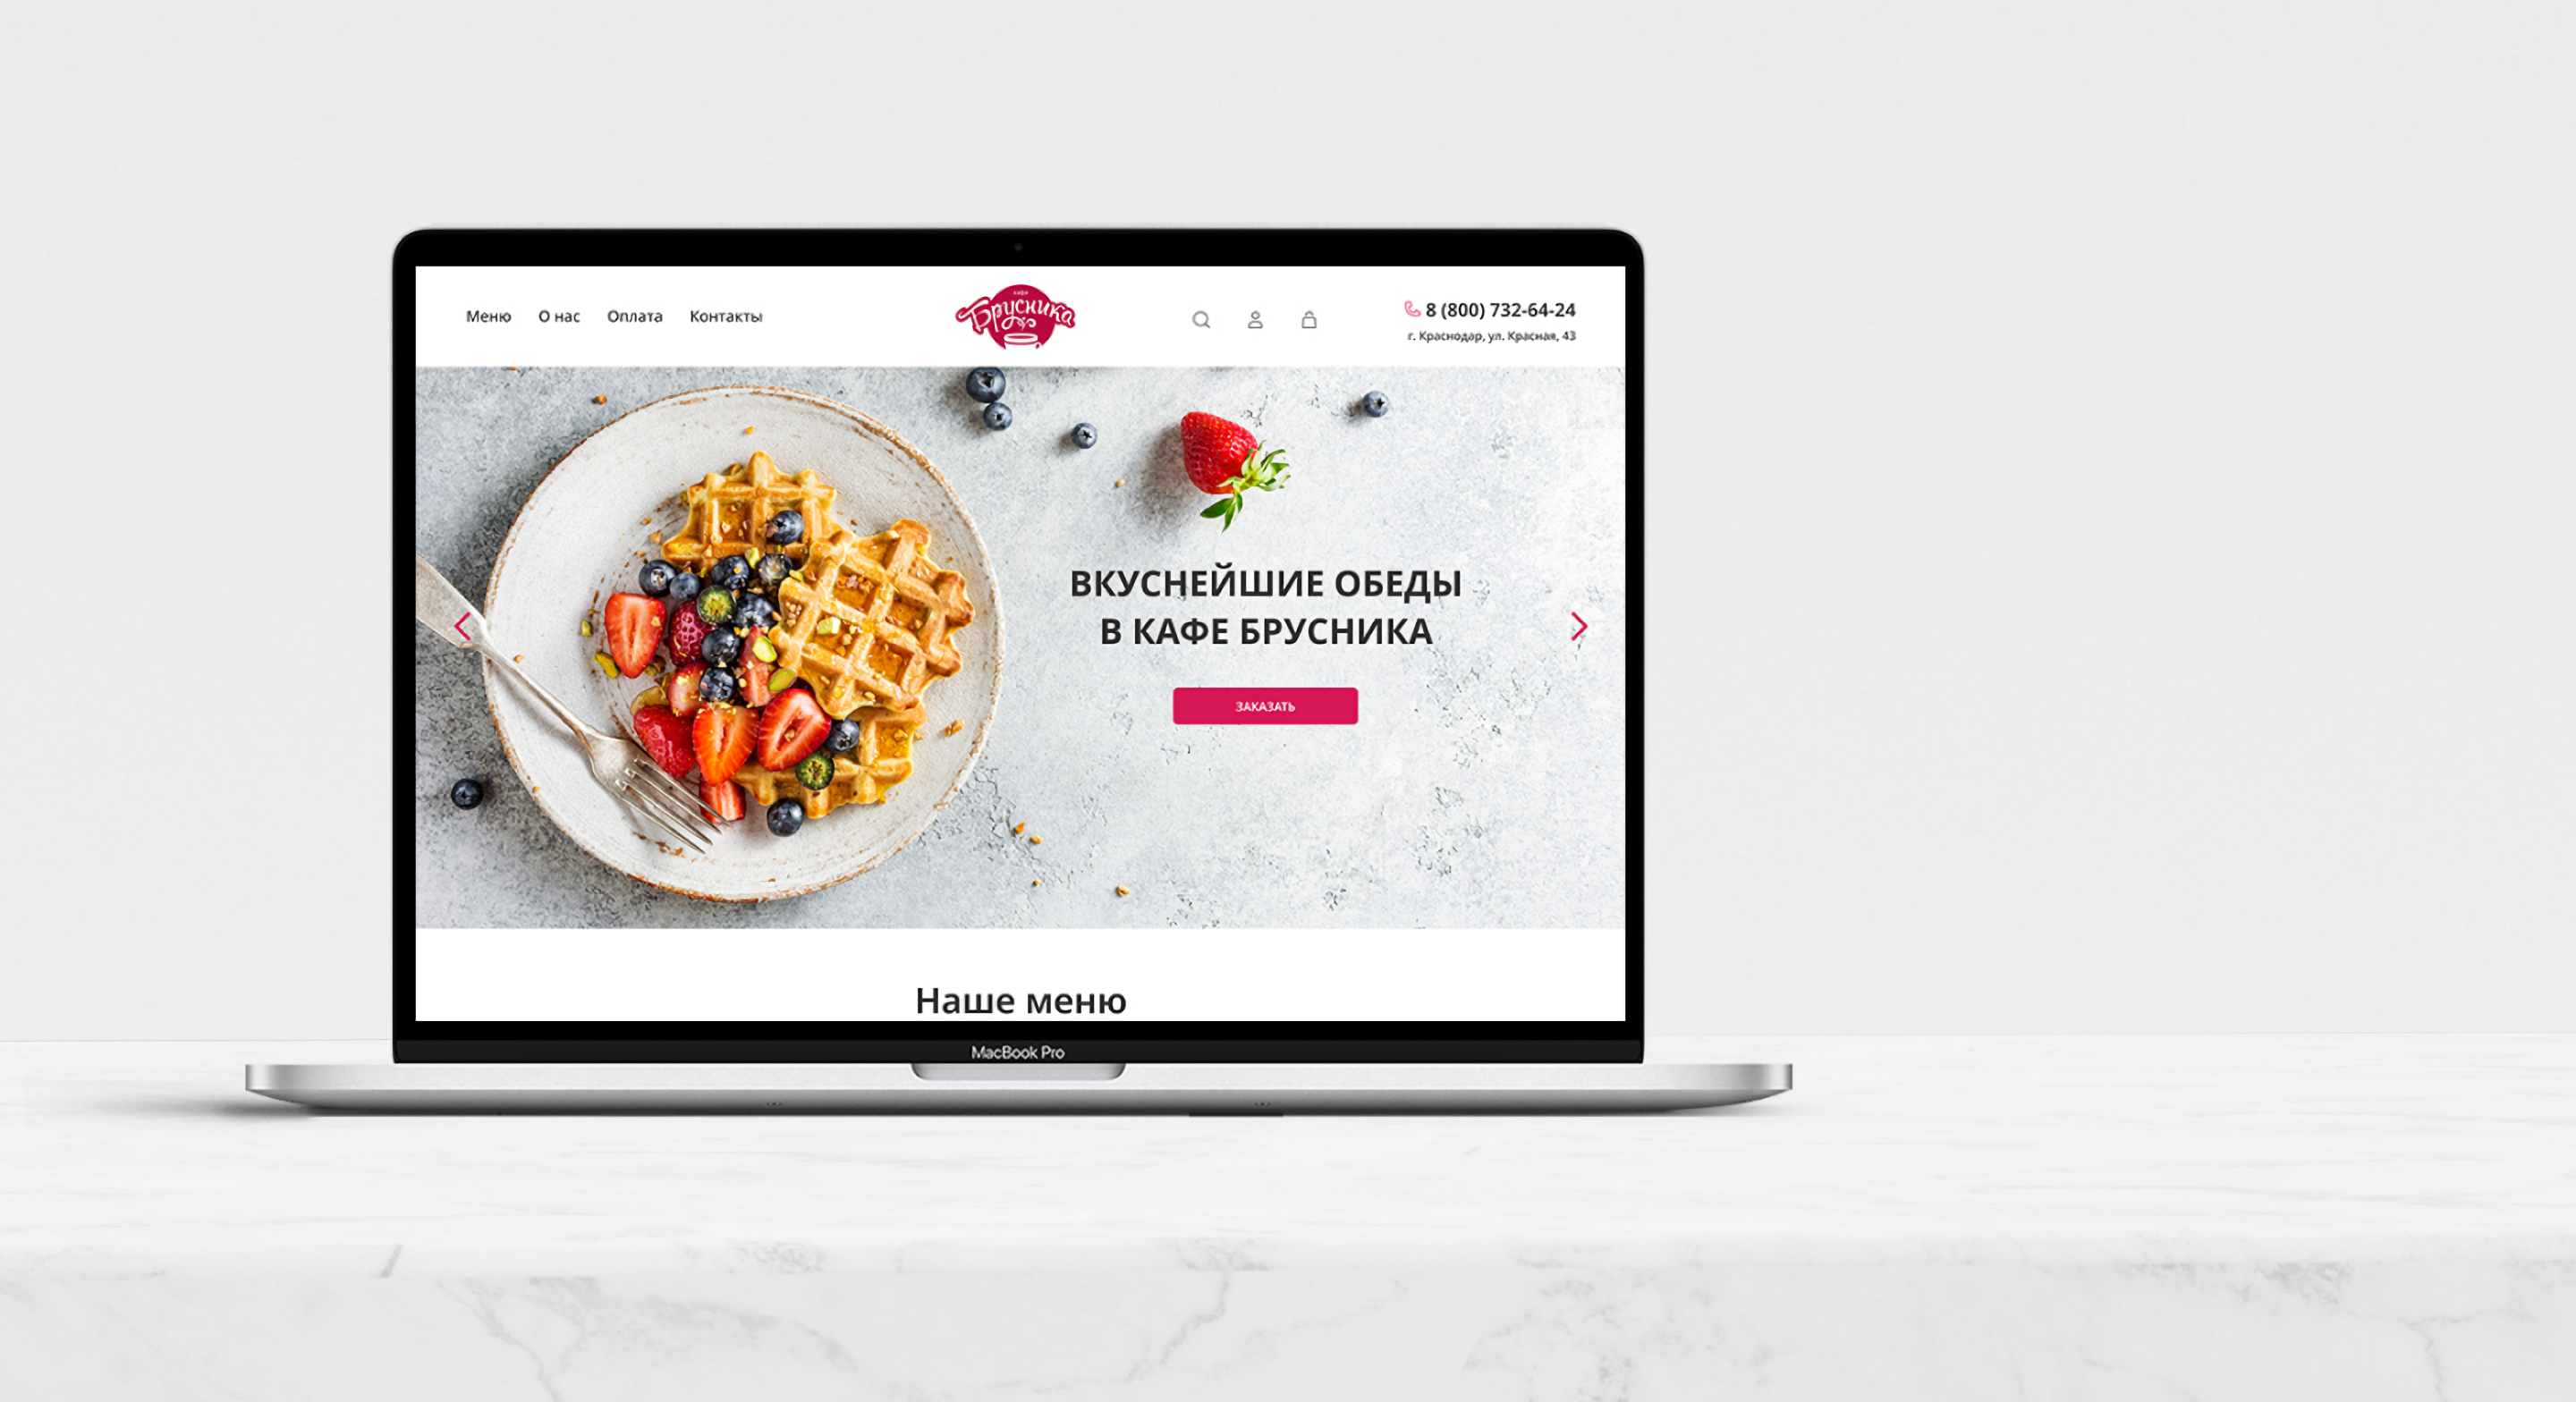 Меню О нас Оплата Контакты
кафе
Брусника
8 (800) 732-64-24
г. Краснодар, ул. Красная, 43
ВКУСНЕЙШИЕ ОБЕДЫ
В КАФЕ БРУСНИКА
ЗАКАЗАТЬ
Наше меню
MacBook Pro